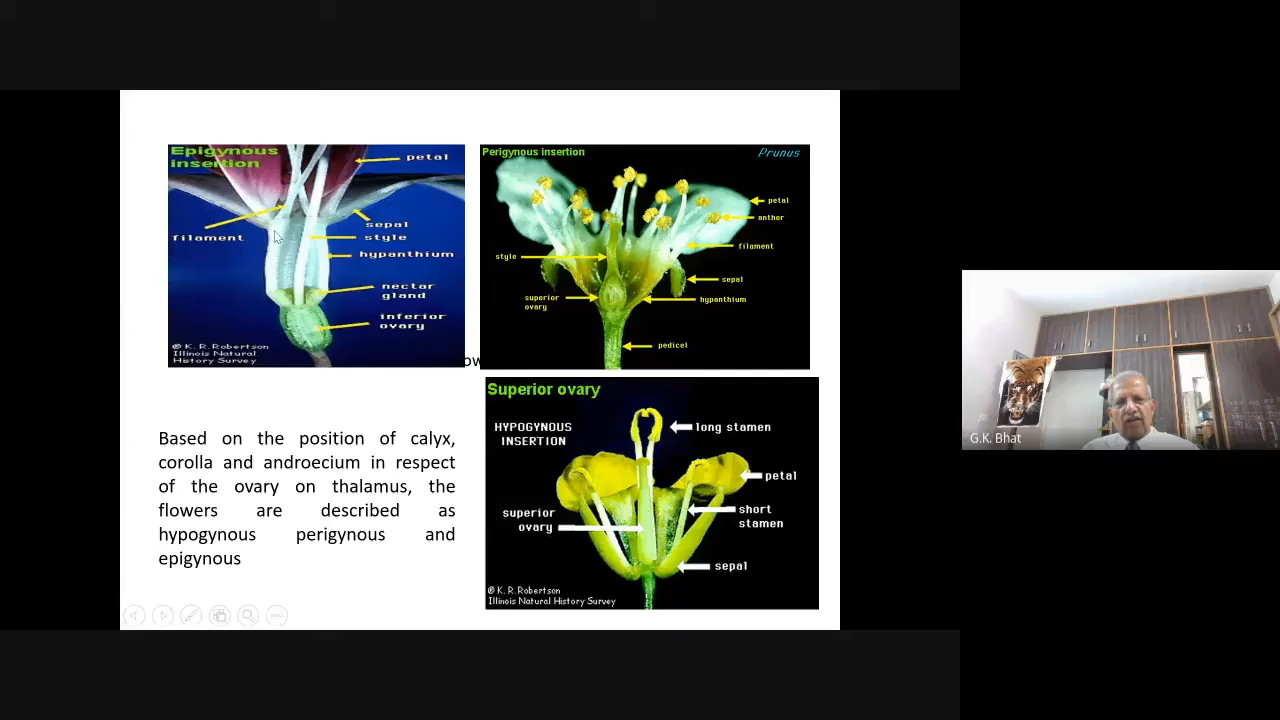 Epigynous
insertion
petal
sepal
filament
style
hypanthium
nectar
gland
inferior
ovary
© K. R. Robertson
Illinois Natural
History Survey
Perigynous insertion
Prunus
petal
anther
filament
style
sepal
superior
ovary
hypanthium
pedicel
ow
Superior ovary
HYPOGYNOUS
INSERTION
long stamen
petal
superior
ovary
short
stamen
sepal
© K. R. Robertson
Illinois Natural History Survey
Based on the position of calyx,
corolla and androecium in respect
of the ovary on thalamus, the
flowers are described as
hypogynous perigynous and
epigynous
G.K. Bhat